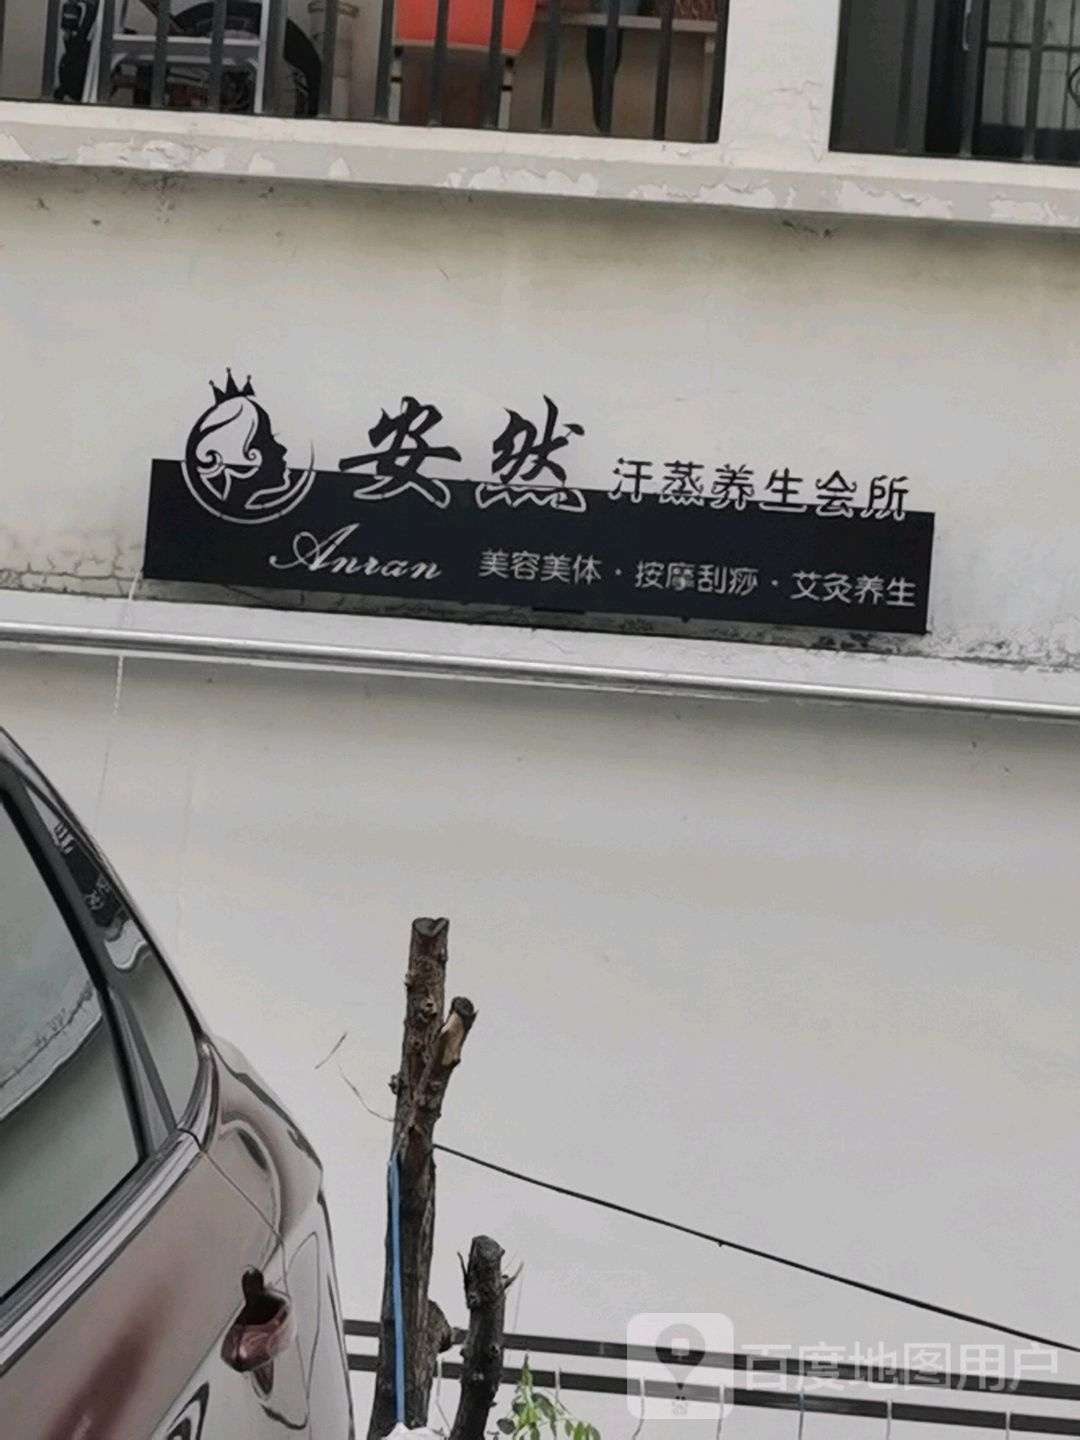 安然 汗蒸养生会所
Anran 美容美体·按摩刮痧·艾灸养生
百度地图用户